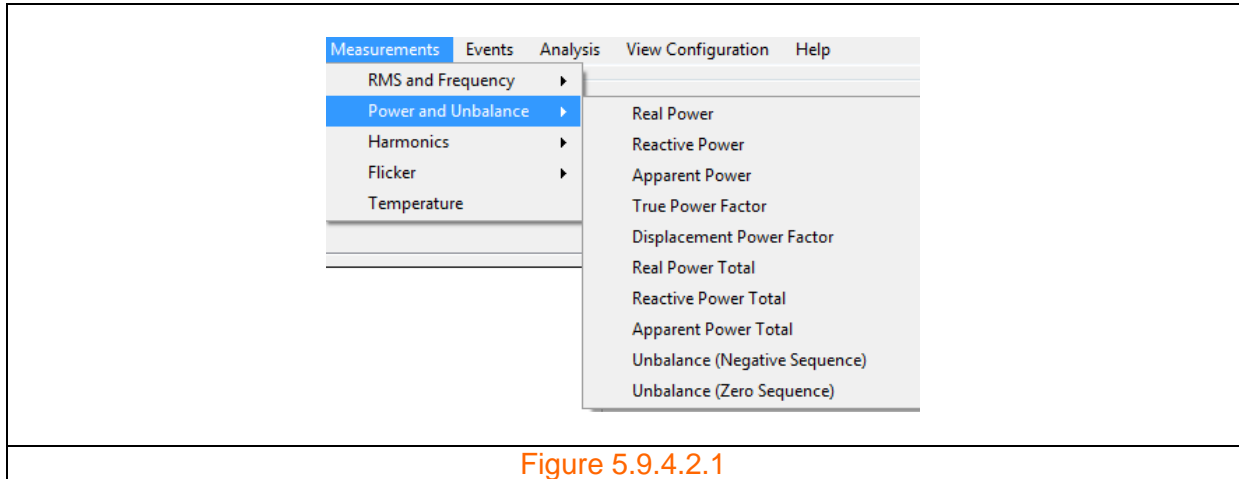 Measurements Events Analysis View Configuration Help
RMS and Frequency
Power and Unbalance
Harmonics
Flicker
Temperature
Real Power
Reactive Power
Apparent Power
True Power Factor
Displacement Power Factor
Real Power Total
Reactive Power Total
Apparent Power Total
Unbalance (Negative Sequence)
Unbalance (Zero Sequence)
Figure 5.9.4.2.1